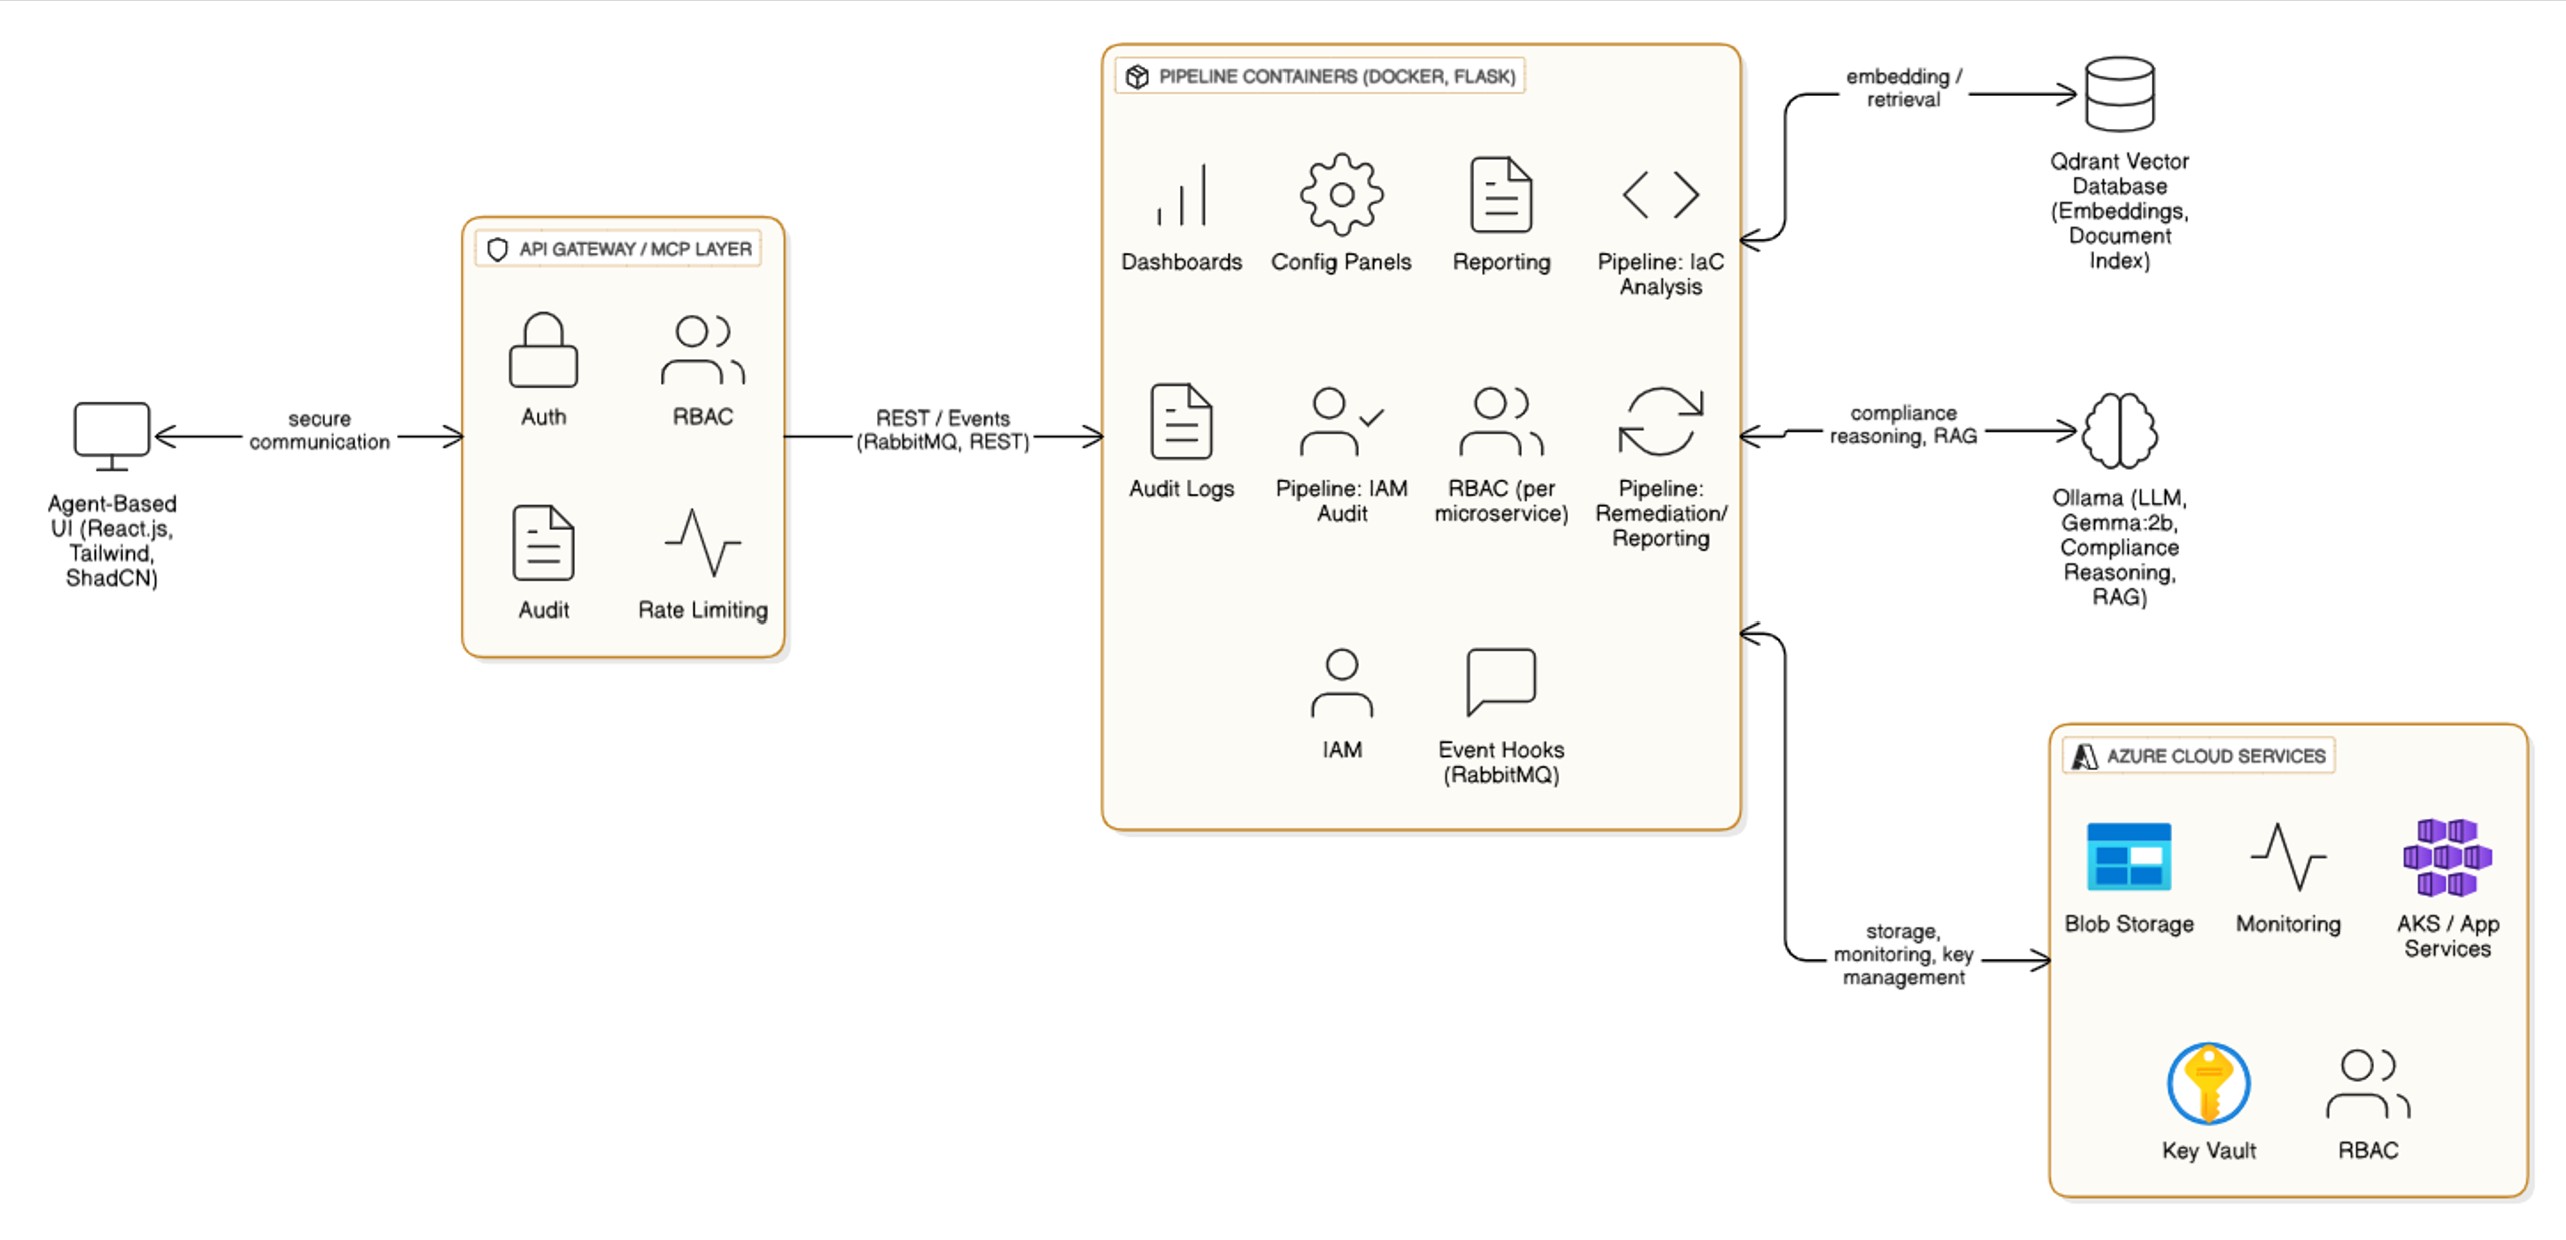 Agent-Based
UI (React.js,
Tailwind,
ShadCN)
secure
communication
API GATEWAY / MCP LAYER
Auth
RBAC
Audit
Rate Limiting
REST / Events
(RabbitMQ, REST)
PIPELINE CONTAINERS (DOCKER, FLASK)
Dashboards
Config Panels
Reporting
Pipeline: IaC
Analysis
Audit Logs
Pipeline: IAM
Audit
RBAC (per
microservice)
Pipeline:
Remediation/
Reporting
IAM
Event Hooks
(RabbitMQ)
embedding /
retrieval
Qdrant Vector
Database
(Embeddings,
Document
Index)
compliance
reasoning, RAG
Ollama (LLM,
Gemma:2b,
Compliance
Reasoning,
RAG)
storage,
monitoring, key
management
AZURE CLOUD SERVICES
Blob Storage
Monitoring
AKS / App
Services
Key Vault
RBAC